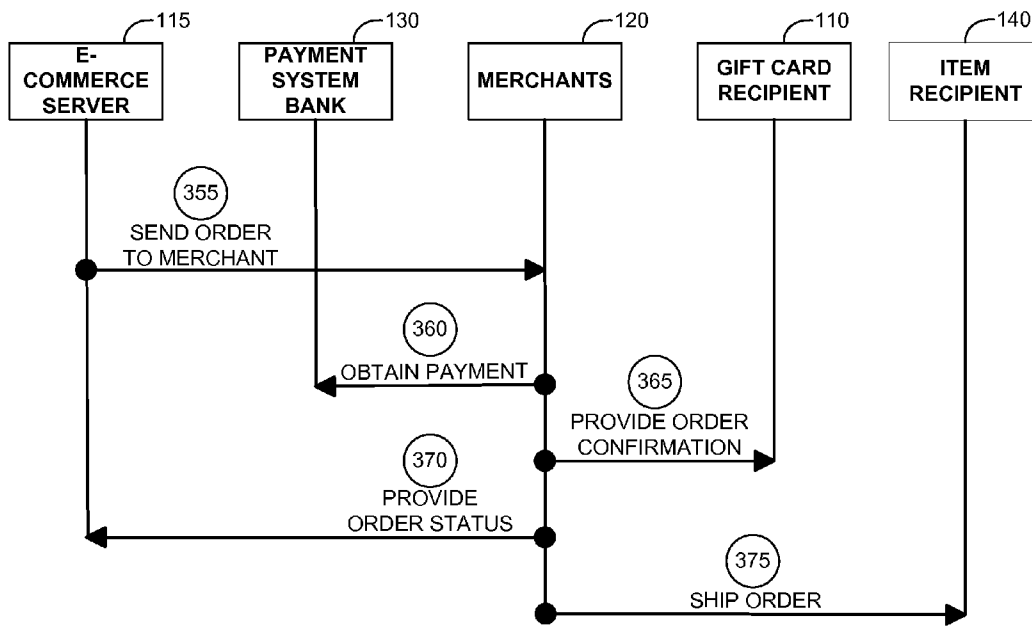 115
130
120
110
140
E-
COMMERCE
SERVER
PAYMENT
SYSTEM
BANK
MERCHANTS
GIFT CARD
RECIPIENT
ITEM
RECIPIENT
355
SEND ORDER
TO MERCHANT
360
OBTAIN PAYMENT
365
PROVIDE ORDER
CONFIRMATION
370
PROVIDE
ORDER STATUS
375
SHIP ORDER